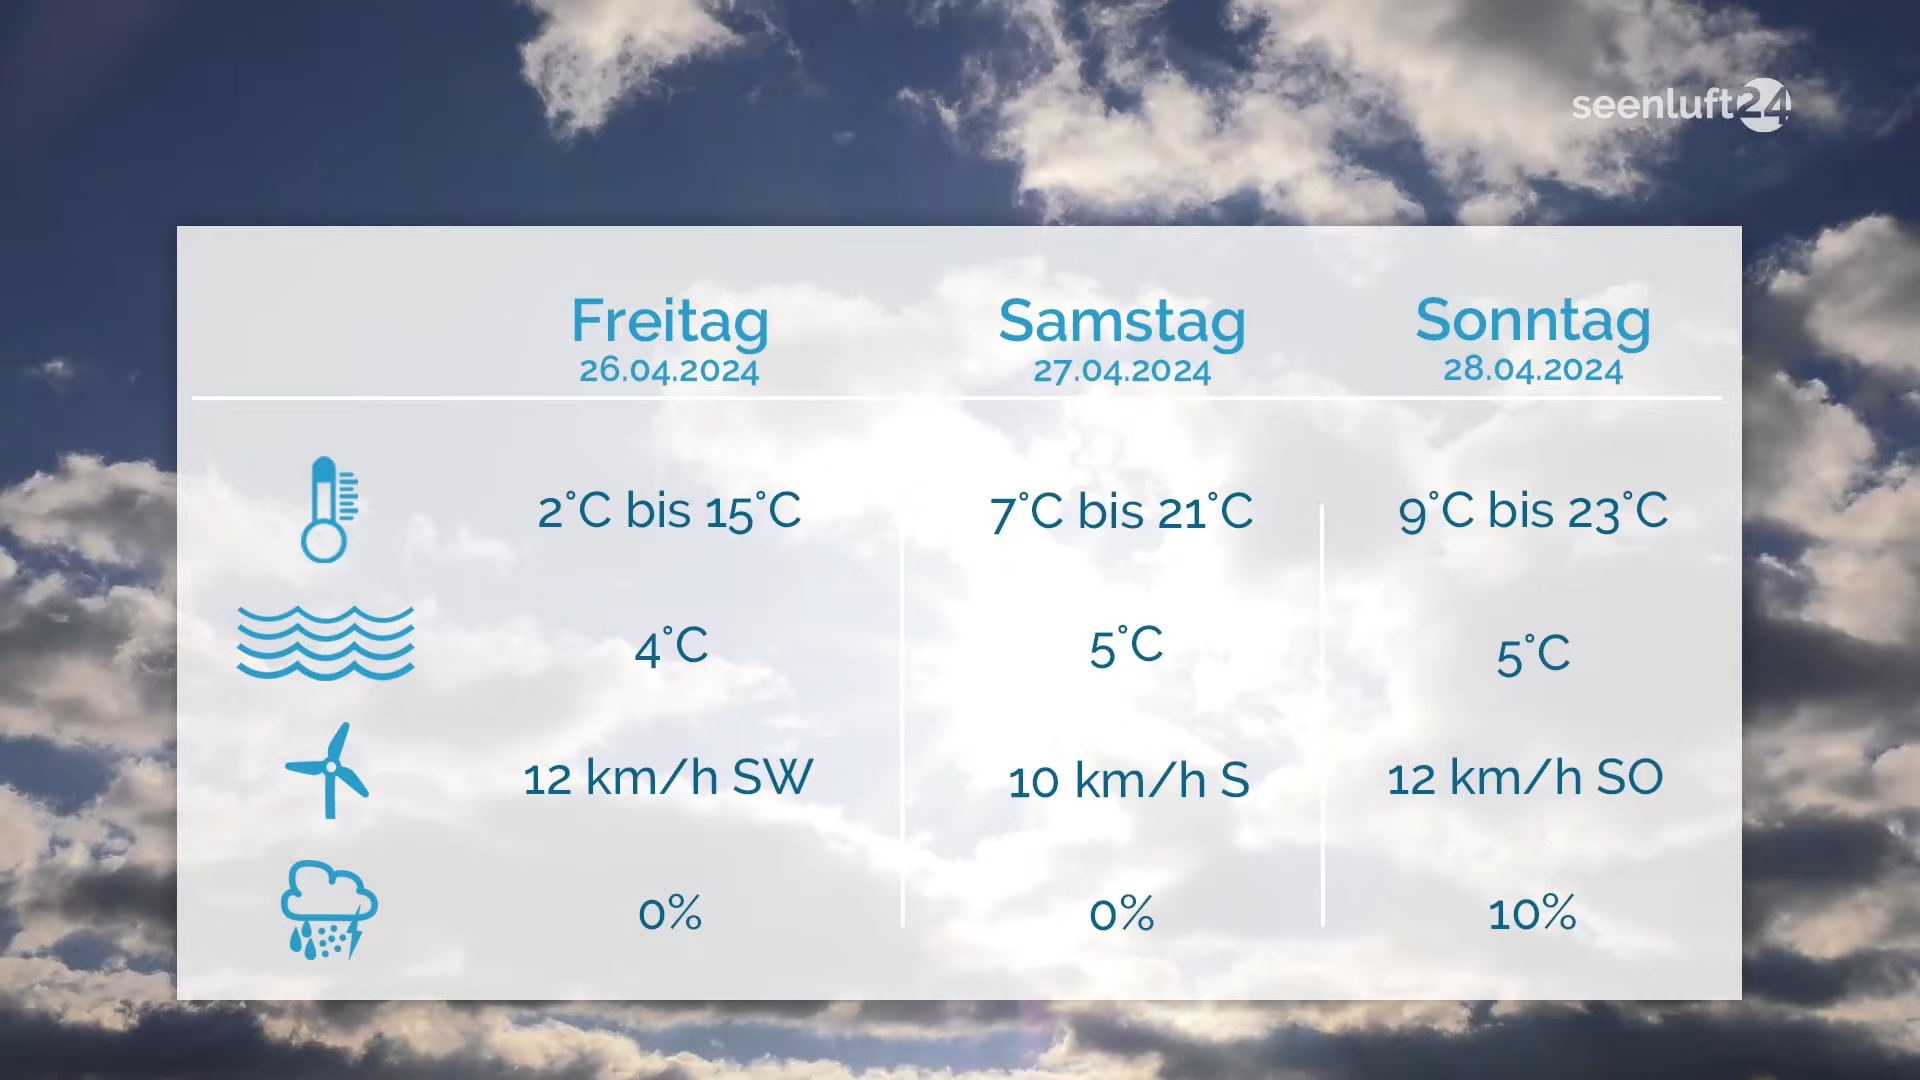 seenluft24
Freitag Samstag Sonntag
26.04.2024 27.04.2024 28.04.2024
2°C bis 15°C 7°C bis 21°C 9°C bis 23°C
4°C 5°C 5°C
12 km/h SW 10 km/h S 12 km/h SO
0% 0% 10%